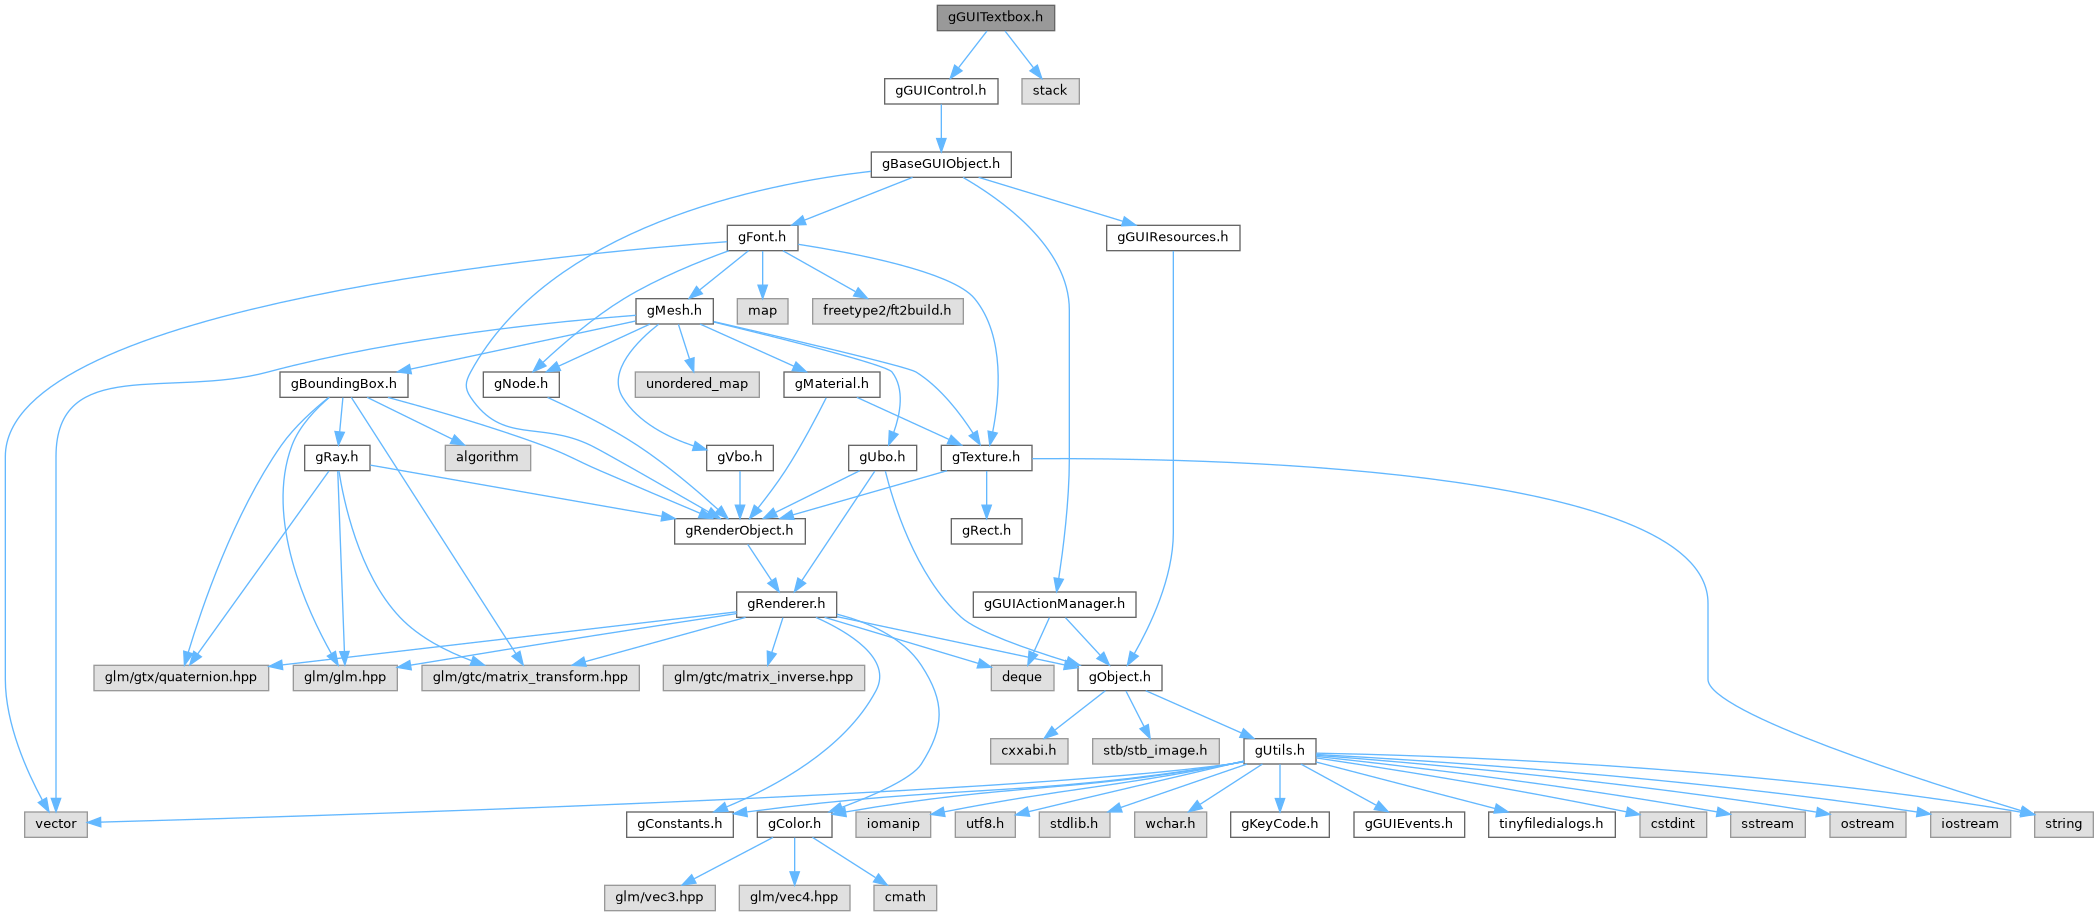 gGUITextbox.h
gGUIControl.h
stack
gBaseGUIObject.h
gFont.h
gGUIResources.h
gMesh.h
map
freetype2/ft2build.h
gBoundingBox.h
gNode.h
unordered_map
gMaterial.h
gRay.h
algorithm
gVbo.h
gUbo.h
gTexture.h
gRenderObject.h
gRect.h
gRenderer.h
gGUIActionManager.h
glm/gtx/quaternion.hpp
glm/glm.hpp
glm/gtc/matrix_transform.hpp
glm/gtc/matrix_inverse.hpp
deque
gObject.h
cxxabi.h
stb/stb_image.h
gUtils.h
vector
gConstants.h
gColor.h
iomanip
utf8.h
stdlib.h
wchar.h
gKeyCode.h
gGUIEvents.h
tinyfiledialogs.h
cstdint
sstream
ostream
iostream
string
glm/vec3.hpp
glm/vec4.hpp
cmath